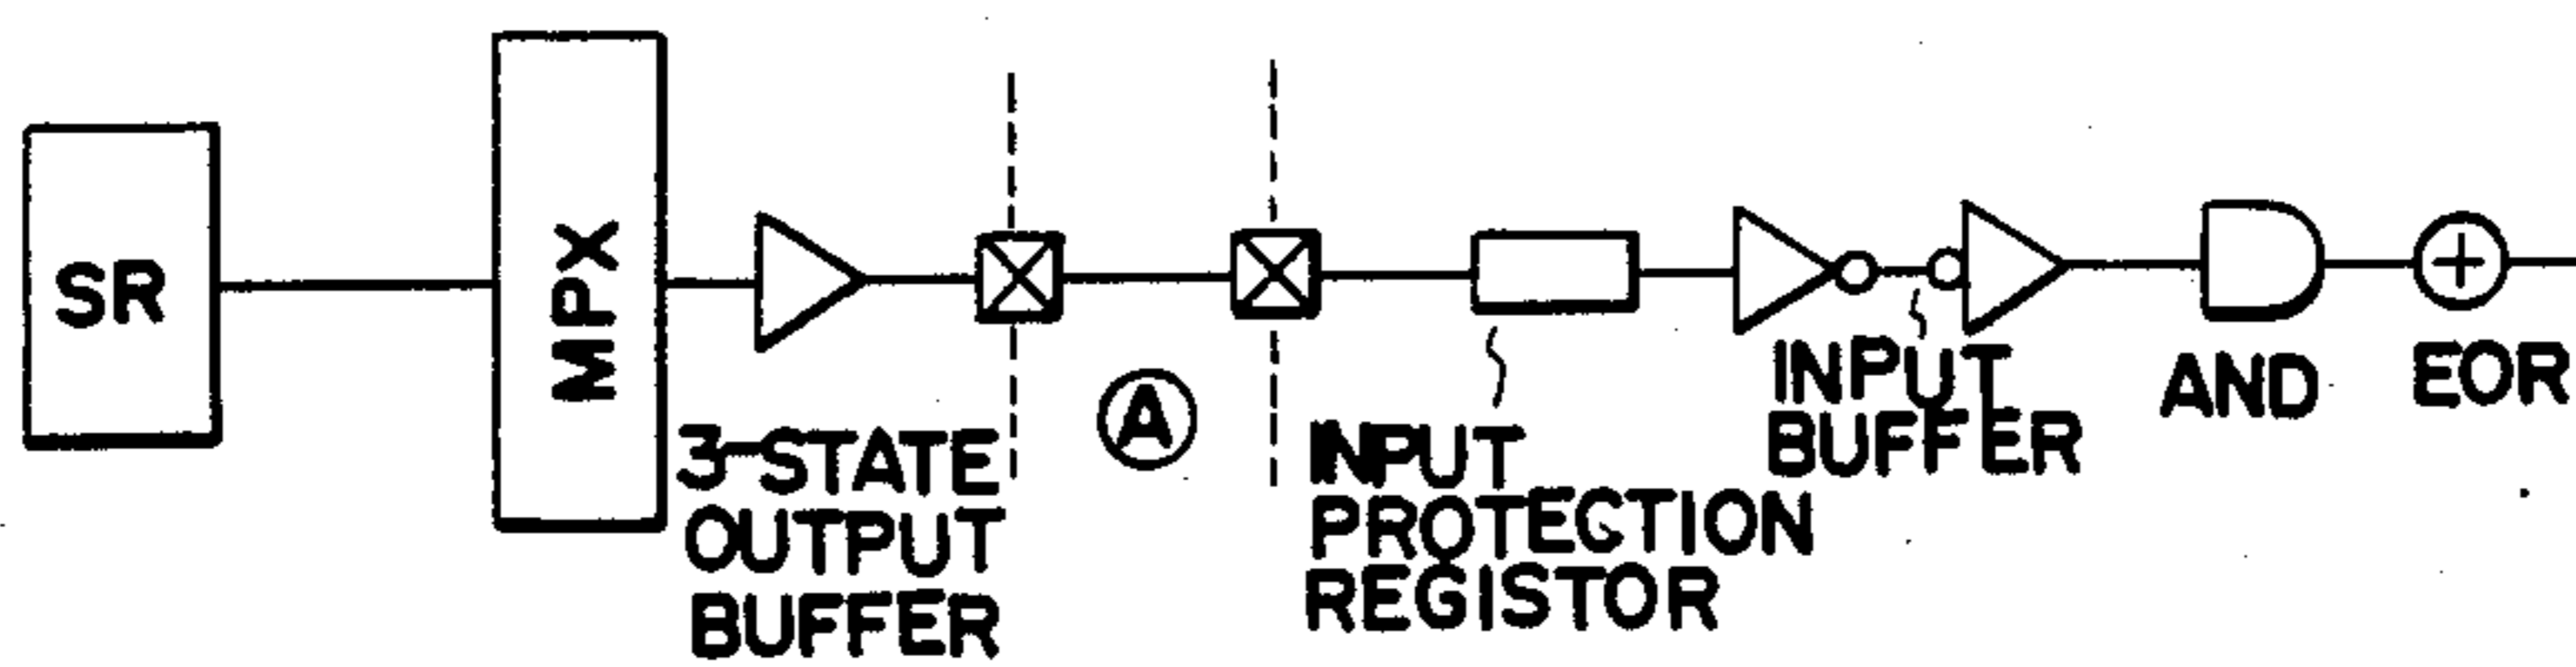 SR
MPX
3-STATE
OUTPUT
BUFFER
A
INPUT
PROTECTION
REGISTOR
INPUT
BUFFER
AND
EOR